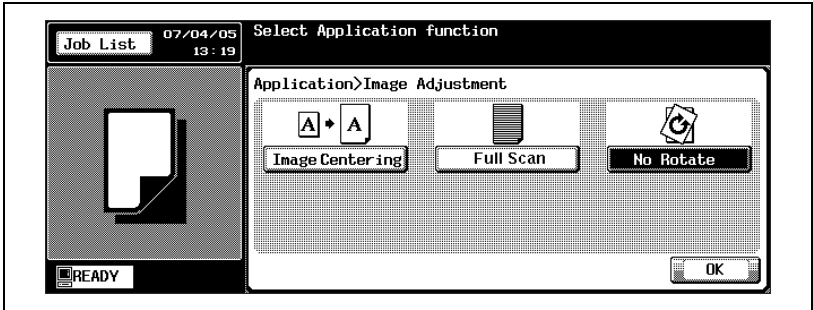 Job List
07/04/05
13:19
Select Application function
Application>Image Adjustment
A A
Image Centering
Full Scan
No Rotate
OK
READY